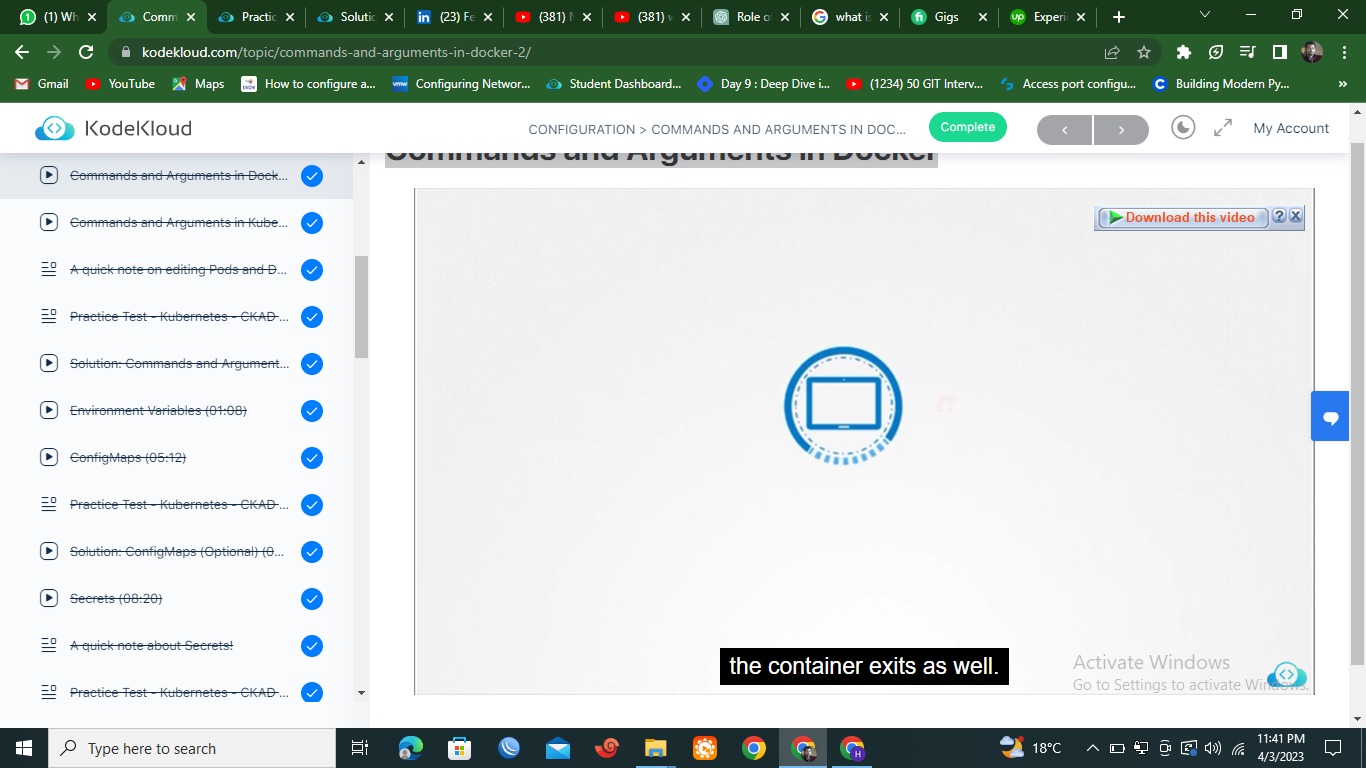 (1) Wh
Comm
Practic
Solutic
(23) Fe
(381) N
(381) v
Role o
what is
Gigs
Experi
kodekloud.com/topic/commands-and-arguments-in-docker-2/
Gmail
YouTube
Maps
How to configure a...
Configuring Networ...
Student Dashboard...
Day 9 : Deep Dive i...
(1234) 50 GIT Interv...
Access port configu...
Building Modern Py...
»
KodeKloud
CONFIGURATION > COMMANDS AND ARGUMENTS IN DOC...
Complete
My Account
Commands and Arguments in Docker
Commands and Arguments in Dock...
Commands and Arguments in Kube...
A quick note on editing Pods and D...
Practice Test - Kubernetes - CKAD ...
Solution: Commands and Argument...
Environment Variables (01:08)
ConfigMaps (05:12)
Practice Test - Kubernetes - CKAD ...
Solution: ConfigMaps (Optional) (0...
Secrets (08:20)
A quick note about Secrets!
Practice Test - Kubernetes - CKAD ...
Download this video
the container exits as well.
Activate Windows
Go to Settings to activate Windows.
Type here to search
18°C
11:41 PM
4/3/2023